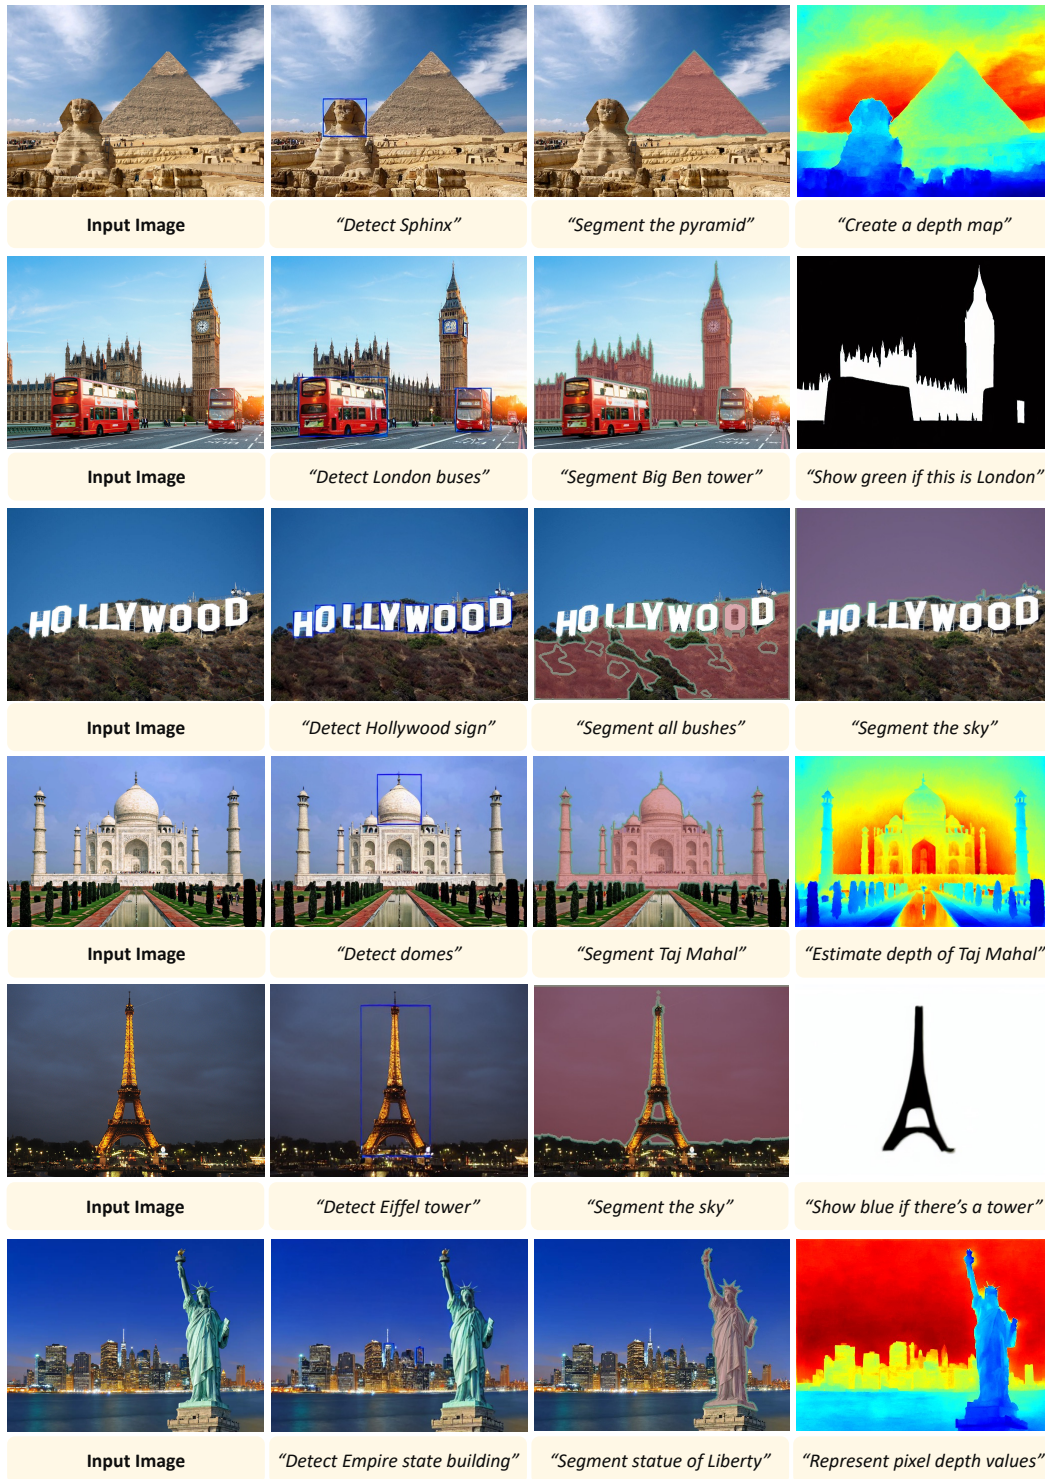 Input Image
“Detect Sphinx”
“Segment the pyramid”
“Create a depth map”
Input Image
“Detect London buses”
“Segment Big Ben tower”
“Show green if this is London”
HOLLYWOOD
HOLLYWOOD
HOLLYWOOD
HOLLYWOOD
Input Image
“Detect Hollywood sign”
“Segment all bushes”
“Segment the sky”
Input Image
“Detect domes”
“Segment Taj Mahal”
“Estimate depth of Taj Mahal”
Input Image
“Detect Eiffel tower”
“Segment the sky”
“Show blue if there’s a tower”
Input Image
“Detect Empire state building”
“Segment statue of Liberty”
“Represent pixel depth values”